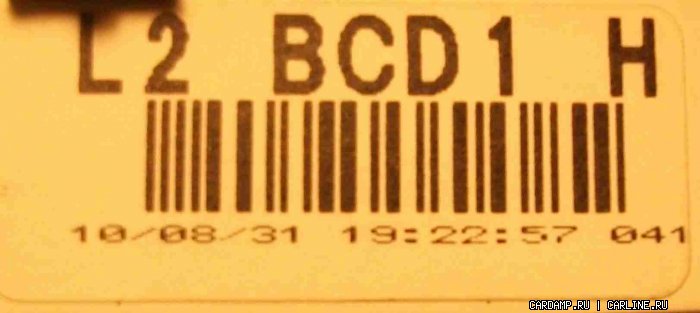 L2 BCD1 H
10/08/31 19:22:57 041
CARDAMP.RU | CARLINE.RU